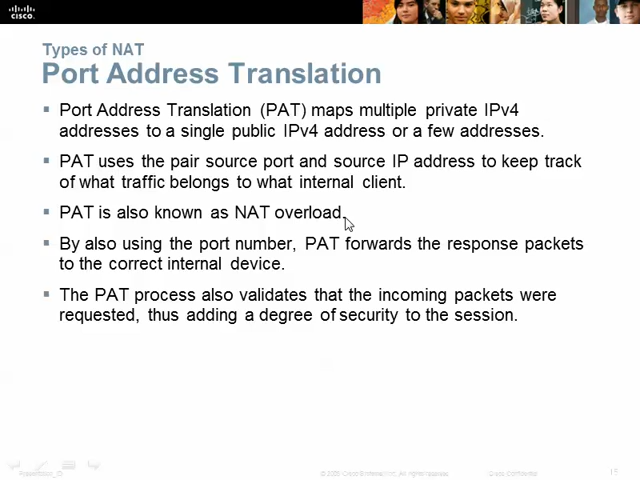 CISCO
Types of NAT
Port Address Translation
Port Address Translation (PAT) maps multiple private IPv4
addresses to a single public IPv4 address or a few addresses.
PAT uses the pair source port and source IP address to keep track
of what traffic belongs to what internal client.
PAT is also known as NAT overload.
By also using the port number, PAT forwards the response packets
to the correct internal device.
The PAT process also validates that the incoming packets were
requested, thus adding a degree of security to the session.
Presentation_ID
Cisco Confidential